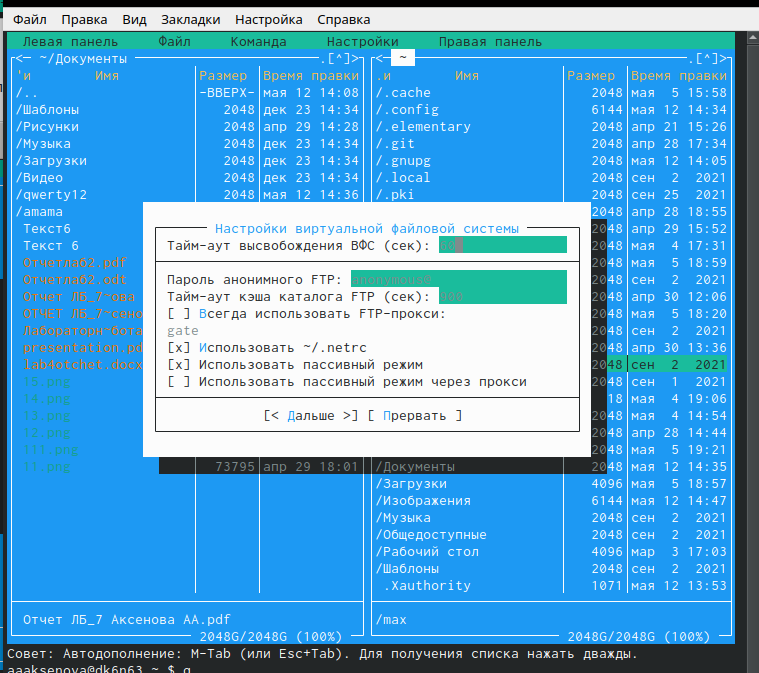 Файл Правка Вид Закладки Настройка Справка
Левая панель Файл Команда Настройки Правая панель
<─ ~/Документы .[^]> <─ ~ .[^]>
'и Имя Размер Время правки .и Имя Размер Время правки
/.. -ВВЕРХ- мая 12 14:08 /.cache 2048 мая 5 15:58
/Шаблоны 2048 дек 23 14:34 /.config 6144 мая 12 14:34
/Рисунки 2048 апр 29 14:28 /.elementary 2048 апр 21 15:26
/Музыка 2048 дек 23 14:34 /.git 2048 апр 28 17:34
/Загрузки 2048 дек 23 14:34 /.gnupg 2048 мая 12 14:05
/Видео 2048 дек 23 14:34 /.local 2048 сен 2 2021
/qwerty12 2048 мая 12 14:36 /.pki 2048 сен 25 2021
/amama 2048 апр 28 18:55
Текст6 Настройки виртуальной файловой системы 2048 апр 29 15:52
Текст 6 Тайм-аут высвобождения ВФС (сек): 2048 мая 4 17:31
Отчетлаб2.pdf 2048 мая 5 18:59
Отчетлаб2.odt Пароль анонимного FTP: 2048 сен 2 2021
Отчет ЛБ_7~ова Тайм-аут кэша каталога FTP (сек): 2048 апр 30 12:06
ОТЧЕТ ЛБ_7~сено [ ] Всегда использовать FTP-прокси: 2048 мая 5 18:20
Лабораторн~бота gate 2048 сен 2 2021
presentation.pd [x] Использовать ~/.netrc 2048 апр 30 13:36
lab4otchet.docx [x] Использовать пассивный режим 2048 сен 2 2021
15.png [ ] Использовать пассивный режим через прокси 2048 сен 1 2021
14.png 18 мая 4 19:06
13.png [< Дальше >] [ Прервать ] 2048 мая 4 14:54
12.png 2048 апр 28 14:44
111.png 2048 мая 5 19:21
11.png 73795 апр 29 18:01 /Документы 2048 мая 12 14:35
/Загрузки 4096 мая 5 18:57
/Изображения 6144 мая 12 14:47
/Музыка 2048 сен 2 2021
/Общедоступные 2048 сен 2 2021
/Рабочий стол 4096 мар 3 17:03
/Шаблоны 2048 сен 2 2021
.Xauthority 1071 мая 12 13:53
Отчет ЛБ_7 Аксенова АА.pdf /max
2048G/2048G (100%) 2048G/2048G (100%)
Совет: Автодополнение: M-Tab (или Esc+Tab). Для получения списка нажать дважды.
aaaksenova@dk6n63 ~ $